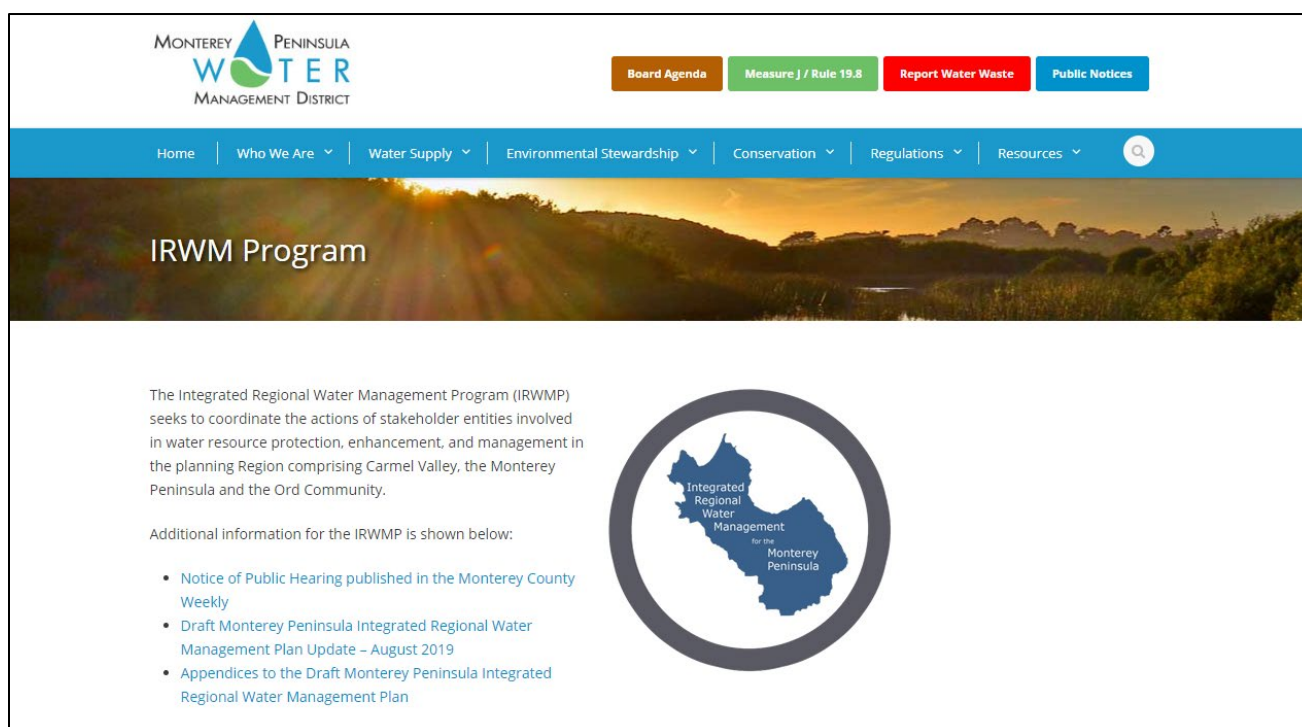 MONTEREY PENINSULA
WATER
MANAGEMENT DISTRICT
Board Agenda
Measure J / Rule 19.8
Report Water Waste
Public Notices
Home
Who We Are
Water Supply
Environmental Stewardship
Conservation
Regulations
Resources
IRWM Program
The Integrated Regional Water Management Program (IRWMP)
seeks to coordinate the actions of stakeholder entities involved
in water resource protection, enhancement, and management in
the planning Region comprising Carmel Valley, the Monterey
Peninsula and the Ord Community.
Additional information for the IRWMP is shown below:
• Notice of Public Hearing published in the Monterey County
Weekly
• Draft Monterey Peninsula Integrated Regional Water
Management Plan Update – August 2019
• Appendices to the Draft Monterey Peninsula Integrated
Regional Water Management Plan
Integrated
Regional
Water
Management
for the
Monterey
Peninsula